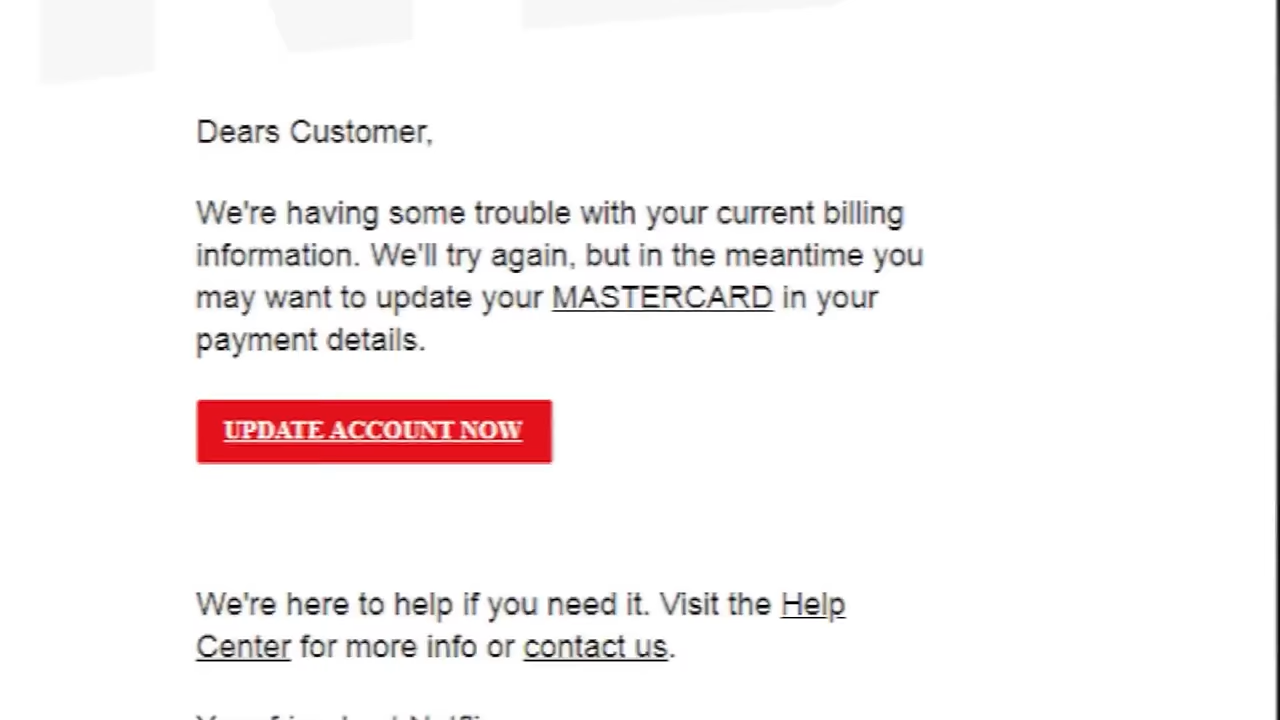 Dears Customer,
We're having some trouble with your current billing
information. We'll try again, but in the meantime you
may want to update your MASTERCARD in your
payment details.
UPDATE ACCOUNT NOW
We're here to help if you need it. Visit the Help
Center for more info or contact us.